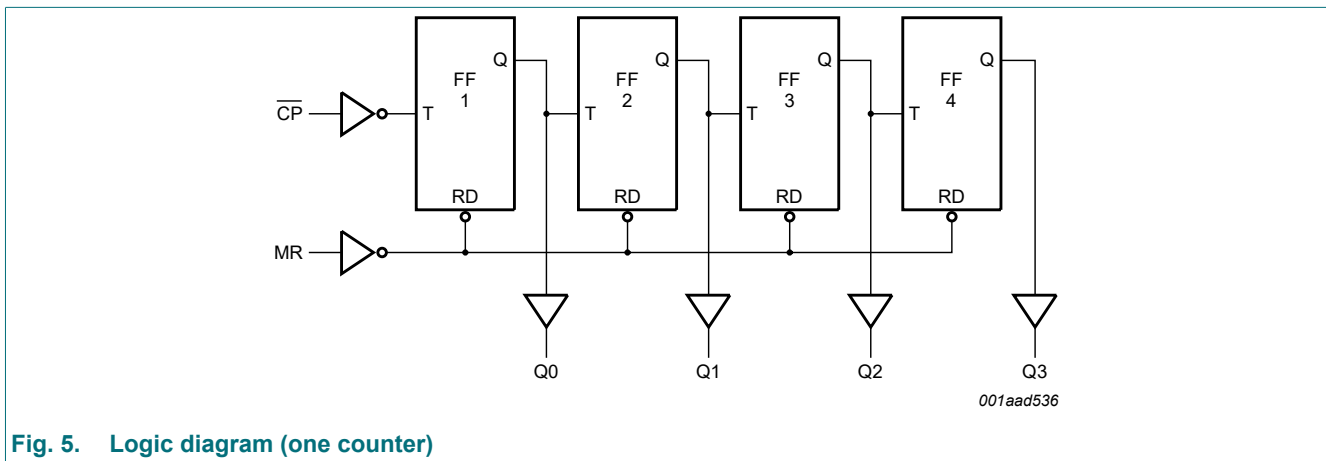 Q Q Q Q
FF FF FF FF
1 2 3 4
C̅P̅ T T T T
RD RD RD RD
MR
Q0 Q1 Q2 Q3
001aad536
Fig. 5. Logic diagram (one counter)